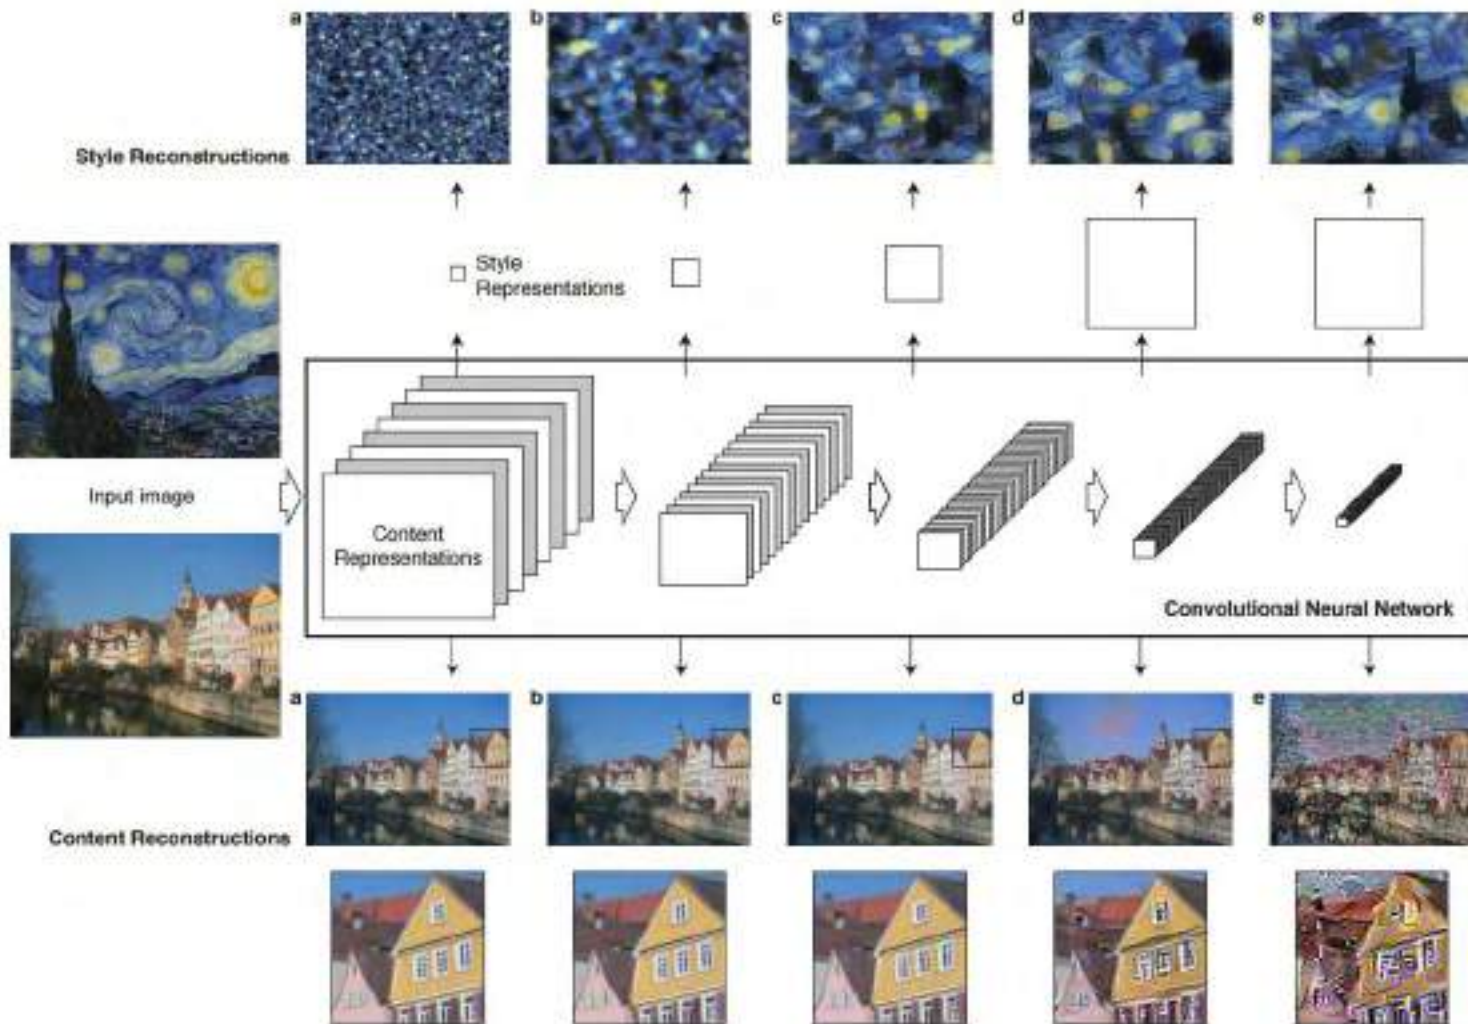 a b c d e
Style Reconstructions
Style
Representations
Input image
Content
Representations
Convolutional Neural Network
a b c d e
Content Reconstructions